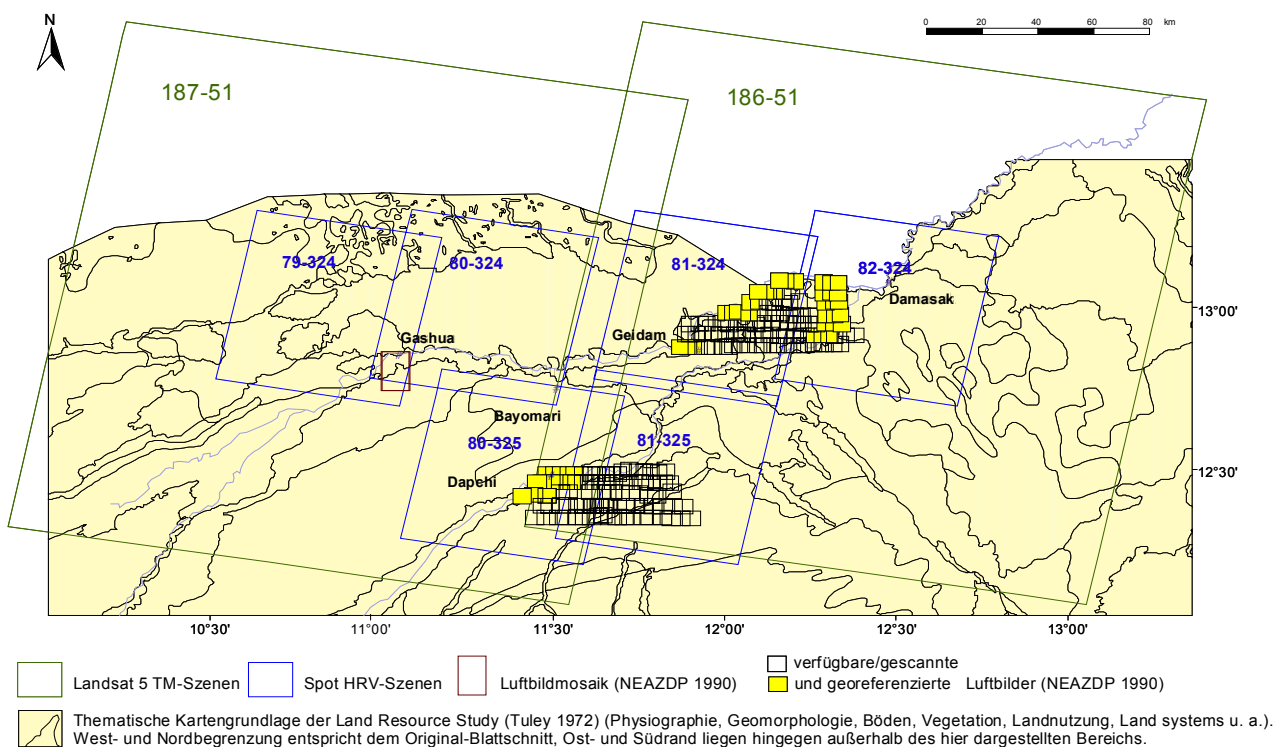 N
0 20 40 60 80 km
187-51
186-51
79-324
80-324
81-324
82-324
Damasak
13°00'
Gashua
Geidam
Bayomari
80-325
81-325
12°30'
Dapchi
10°30'
11°00'
11°30'
12°00'
12°30'
13°00'
Landsat 5 TM-Szenen
Spot HRV-Szenen
Luftbildmosaik (NEAZDP 1990)
verfügbare/gescannte
und georeferenzierte Luftbilder (NEAZDP 1990)
Thematische Kartengrundlage der Land Resource Study (Tuley 1972) (Physiographie, Geomorphologie, Böden, Vegetation, Landnutzung, Land systems u. a.).
West- und Nordbegrenzung entspricht dem Original-Blattschnitt, Ost- und Südrand liegen hingegen außerhalb des hier dargestellten Bereichs.